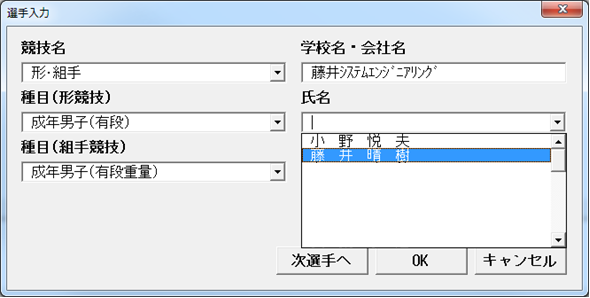 選手入力
競技名
形・組手
種目(形競技)
成年男子(有段)
種目(組手競技)
成年男子(有段重量)
学校名・会社名
藤井ｼｽﾃﾑｴﾝｼﾞﾆｱﾘﾝｸﾞ
氏名
小 野 悦 夫
藤 井 晴 樹
次選手へ
OK
キャンセル